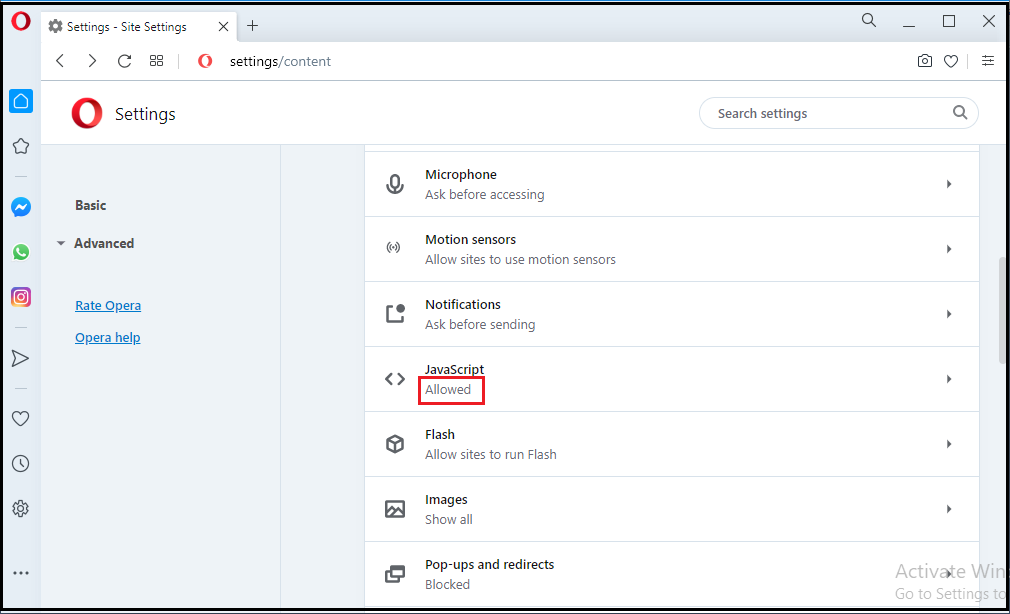 Settings - Site Settings
settings/content
Settings
Search settings
Basic
Advanced
Rate Opera
Opera help
Microphone
Ask before accessing
Motion sensors
Allow sites to use motion sensors
Notifications
Ask before sending
JavaScript
Allowed
Flash
Allow sites to run Flash
Images
Show all
Pop-ups and redirects
Blocked
Activate Win
Go to Settings to